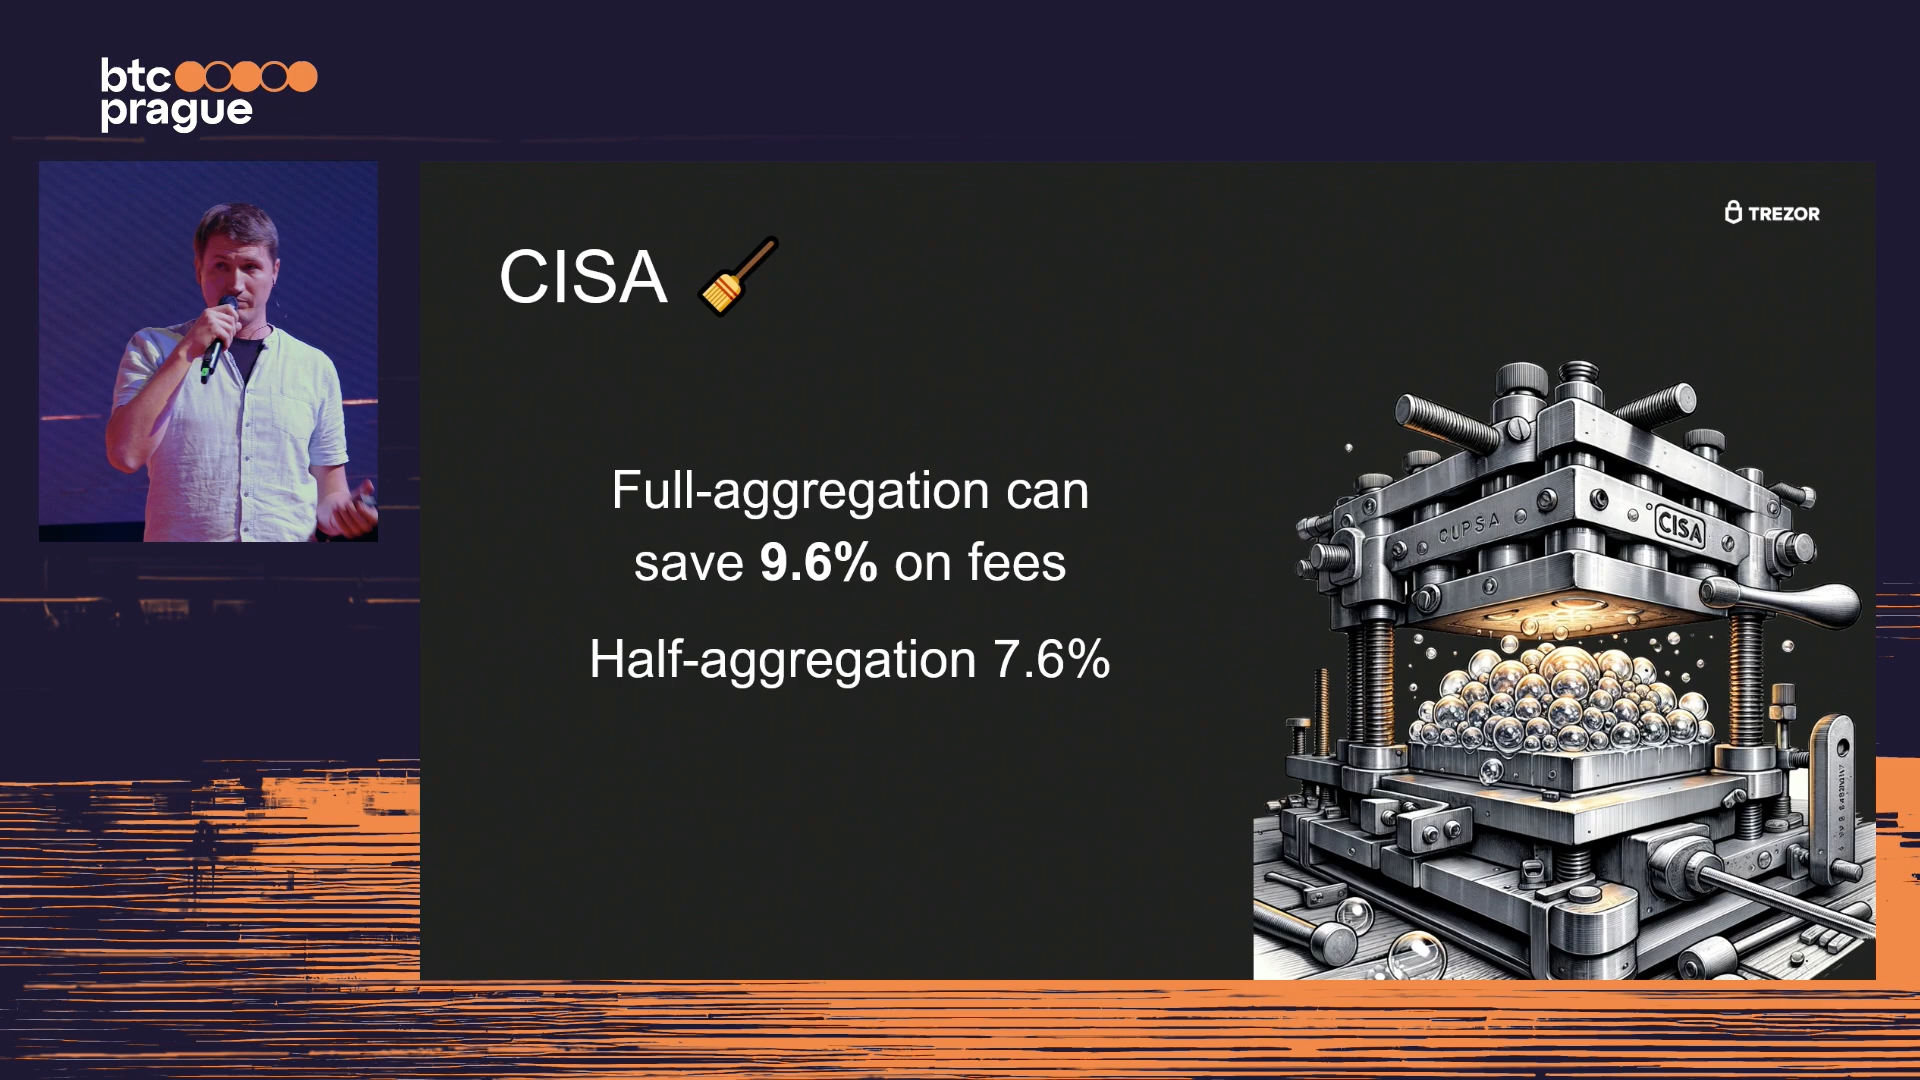 btc
prague
TREZOR
CISA
Full-aggregation can
save 9.6% on fees
Half-aggregation 7.6%
CUPSA
CISA